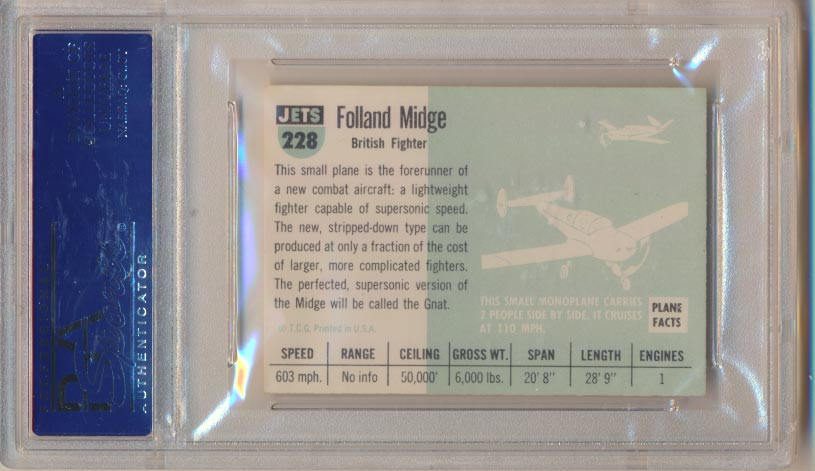 JETS
228
Folland Midge
British Fighter
This small plane is the forerunner of
a new combat aircraft: a lightweight
fighter capable of supersonic speed.
The new, stripped-down type can be
produced at only a fraction of the cost
of larger, more complicated fighters.
The perfected, supersonic version of
the Midge will be called the Gnat.
© T.C.G. Printed in U.S.A.
THIS SMALL MONOPLANE CARRIES
2 PEOPLE SIDE BY SIDE. IT CRUISES
AT 110 MPH.
PLANE
FACTS
SPEED RANGE CEILING GROSS WT. SPAN LENGTH ENGINES
603 mph. No info 50,000' 6,000 lbs. 20' 8" 28' 9" 1
PSA
AUTHENTICATOR